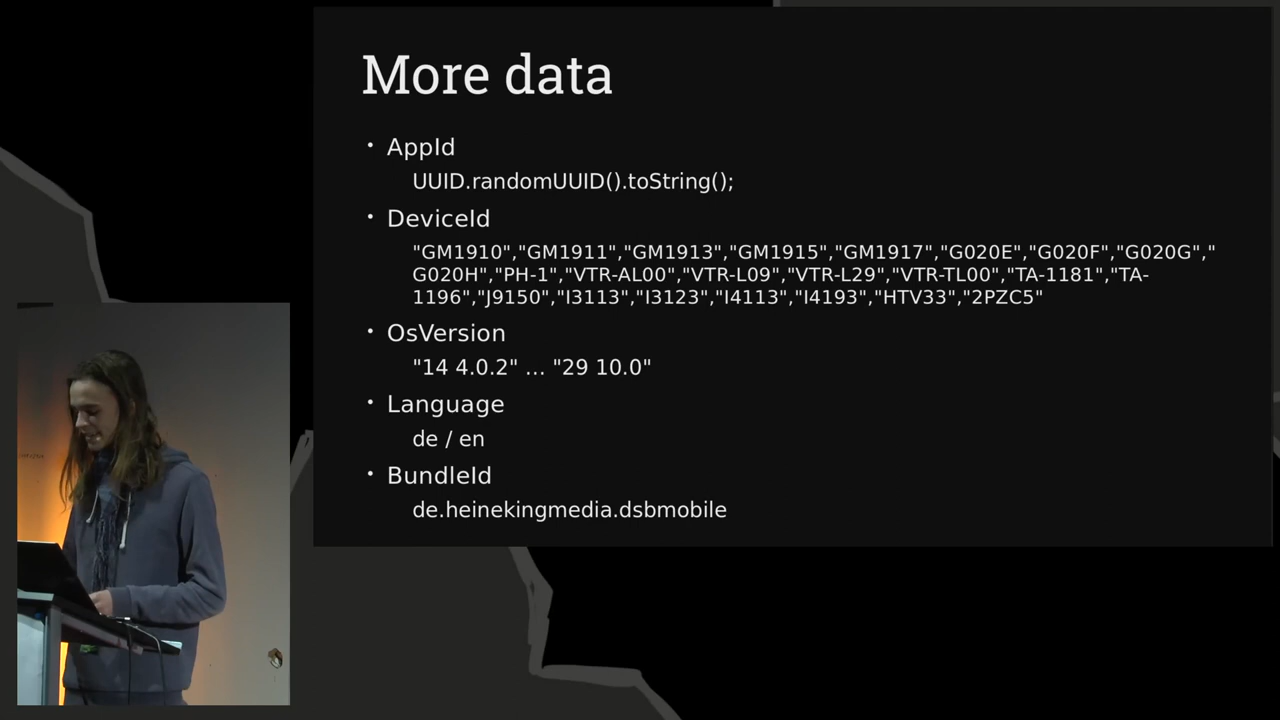 More data
• AppId
UUID.randomUUID().toString();
• DeviceId
"GM1910","GM1911","GM1913","GM1915","GM1917","G020E","G020F","G020G","
G020H","PH-1","VTR-AL00","VTR-L09","VTR-L29","VTR-TL00","TA-1181","TA-
1196","J9150","I3113","I3123","I4113","I4193","HTV33","2PZC5"
• OsVersion
"14 4.0.2" … "29 10.0"
• Language
de / en
• BundleId
de.heinekingmedia.dsbmobile